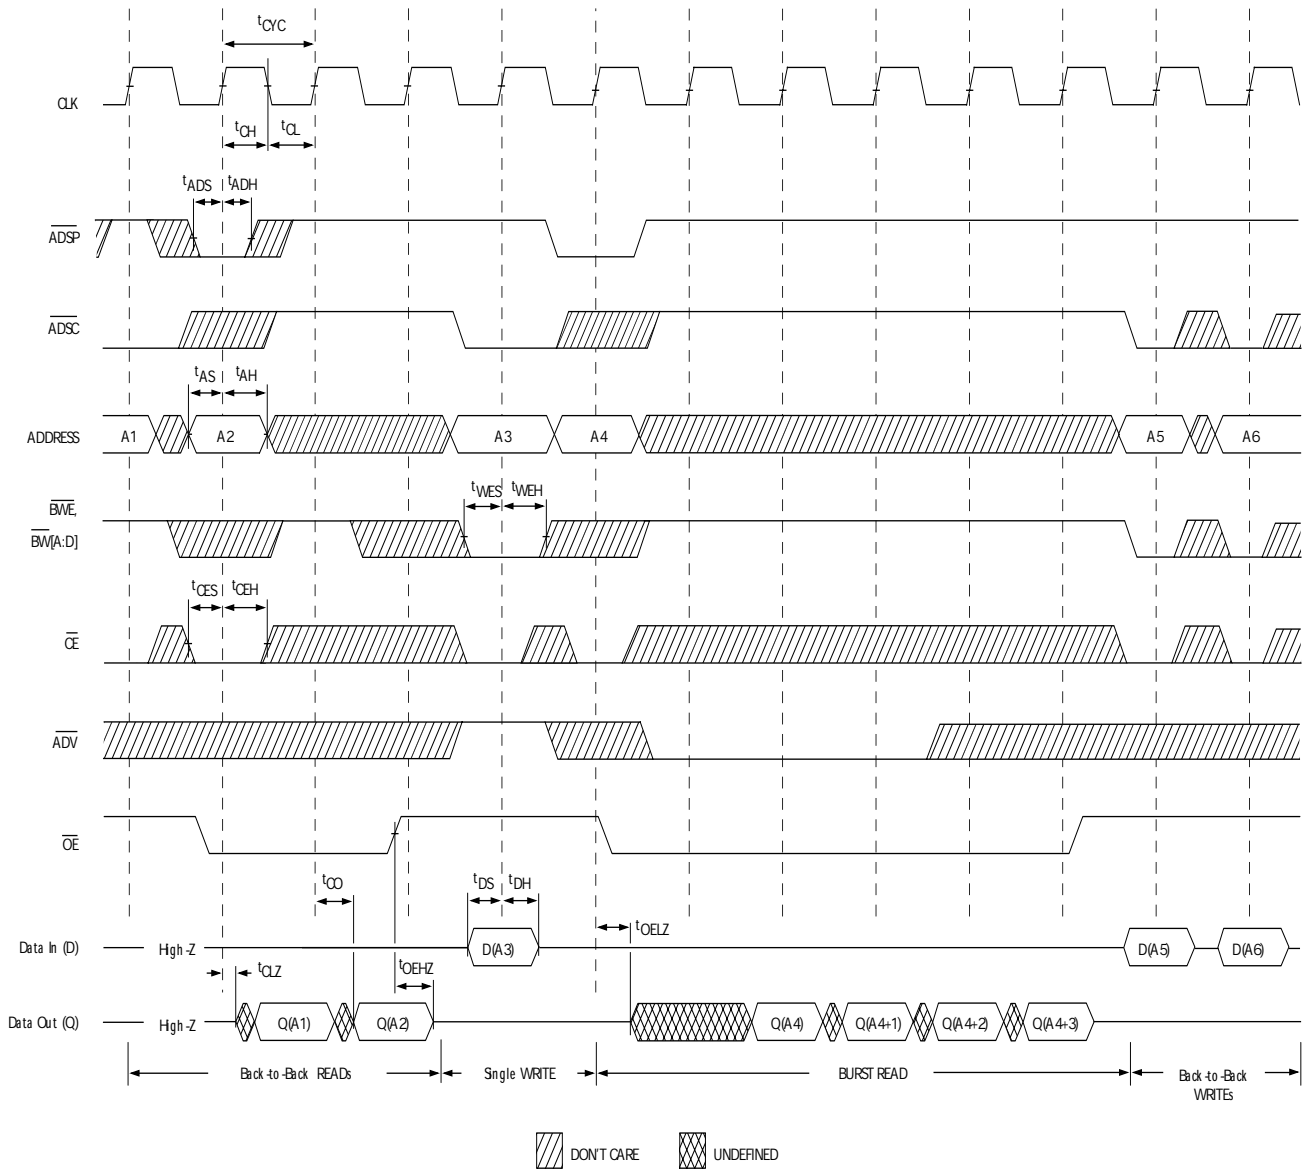 tCYC
CLK
tCH
tCL
tADS
tADH
ADSP
ADSC
tAS
tAH
ADDRESS
A1
A2
A3
A4
A5
A6
tWES
tWEH
BWE,
BW[A:D]
tCES
tCEH
CE
ADV
OE
tCO
tDS
tDH
tOELZ
Data In (D)
High-Z
D(A3)
D(A5)
D(A6)
tCLZ
tOEHZ
Data Out (Q)
High-Z
Q(A1)
Q(A2)
Q(A4)
Q(A4+1)
Q(A4+2)
Q(A4+3)
Back-to-Back READs
Single WRITE
BURST READ
Back-to-Back
WRITEs
DON'T CARE
UNDEFINED